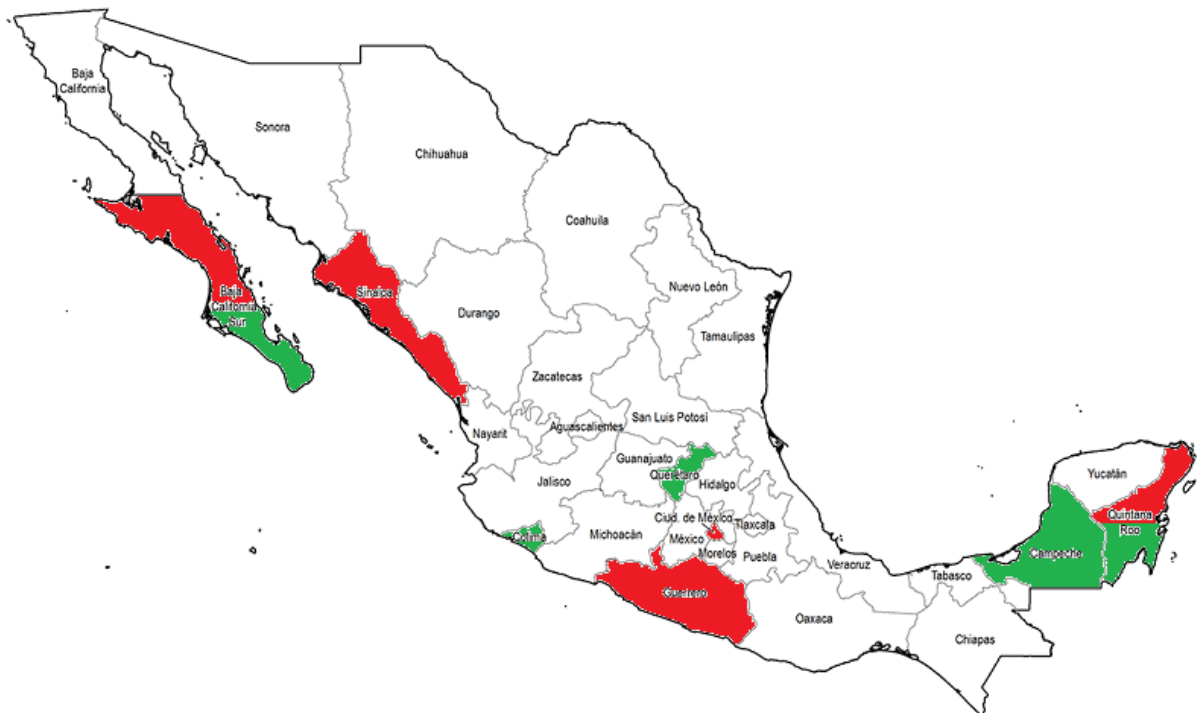 Baja
California
Sonora
Chihuahua
Coahuila
Sinaloa
Nuevo León
Baja
California
Sur
Durango
Tamaulipas
Zacatecas
San Luis Potosí
Aguascalientes
Nayarit
Guanajuato
Querétaro
Yucatán
Jalisco
Hidalgo
Quintana
Roo
Ciud. de México
Tlaxcala
Michoacán
Colima
México
Morelos
Puebla
Campeche
Veracruz
Tabasco
Guerrero
Oaxaca
Chiapas